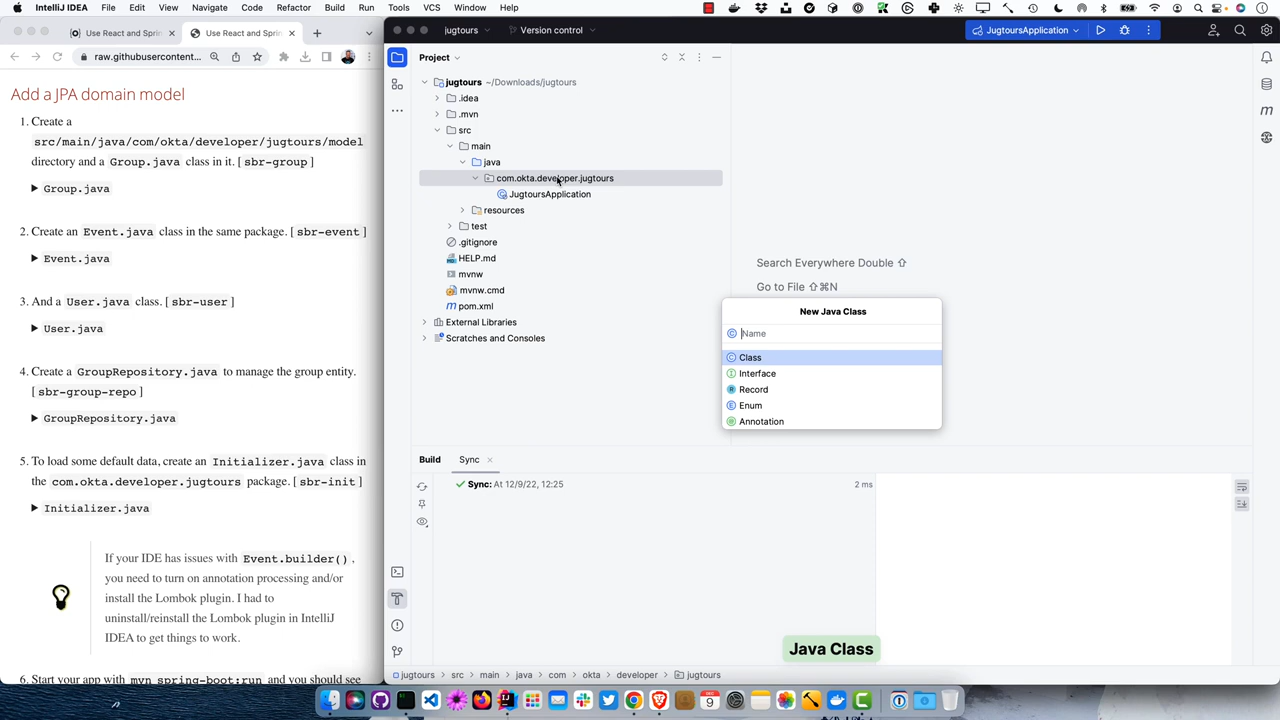 IntelliJ IDEA File Edit View Navigate Code Refactor Build Run Tools VCS Window Help
Use React and Sprin
Use React and Sprin
raw.githubusercontent...
Add a JPA domain model
1. Create a
src/main/java/com/okta/developer/jugtours/model
directory and a Group.java class in it. [sbr-group]
Group.java
2. Create an Event.java class in the same package. [sbr-event]
Event.java
3. And a User.java class. [sbr-user]
User.java
4. Create a GroupRepository.java to manage the group entity.
[sbr-group-repo]
GroupRepository.java
5. To load some default data, create an Initializer.java class in
the com.okta.developer.jugtours package. [sbr-init]
Initializer.java
If your IDE has issues with Event.builder(),
you need to turn on annotation processing and/or
install the Lombok plugin. I had to
uninstall/reinstall the Lombok plugin in IntelliJ
IDEA to get things to work.
6. Start your app with mvn spring-boot:run and you should see
jugtours Version control JugtoursApplication
Project
jugtours ~/Downloads/jugtours
.idea
.mvn
src
main
java
com.okta.developer.jugtours
JugtoursApplication
resources
test
.gitignore
HELP.md
mvnw
mvnw.cmd
pom.xml
External Libraries
Scratches and Consoles
Search Everywhere Double ⇧
Go to File ⇧⌘N
New Java Class
Name
Class
Interface
Record
Enum
Annotation
Build Sync
Sync: At 12/9/22, 12:25 2 ms
Java Class
jugtours > src > main > java > com > okta > developer > jugtours